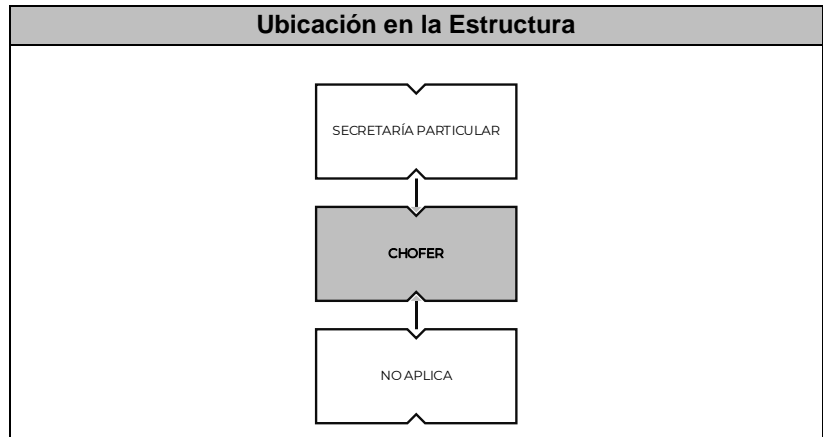 Ubicación en la Estructura
SECRETARÍA PARTICULAR
CHOFER
NO APLICA